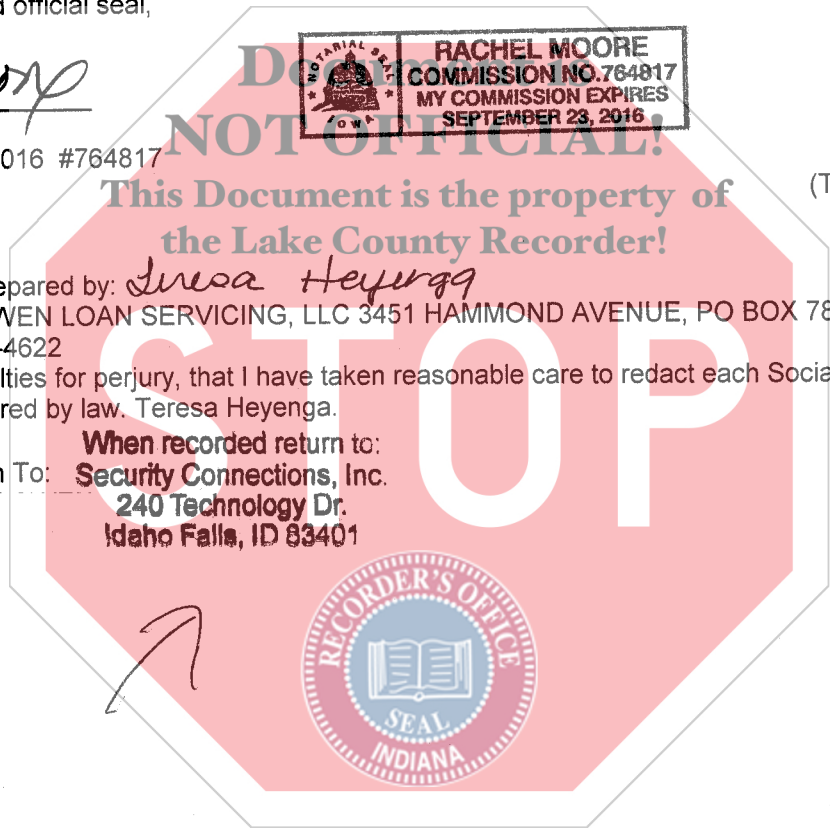 d official seal,
NOTARIAL SEAL
IOWA
RACHEL MOORE
COMMISSION NO.764817
MY COMMISSION EXPIRES
SEPTEMBER 23, 2016
Document is
NOT OFFICIAL!
016 #764817
This Document is the property of
(T
the Lake County Recorder!
epared by: Teresa Heyenga
WEN LOAN SERVICING, LLC 3451 HAMMOND AVENUE, PO BOX 78
-4622
lties for perjury, that I have taken reasonable care to redact each Socia
red by law. Teresa Heyenga.
When recorded return to:
n To: Security Connections, Inc.
240 Technology Dr.
Idaho Falls, ID 83401
STOP
RECORDER'S OFFICE
SEAL
INDIANA